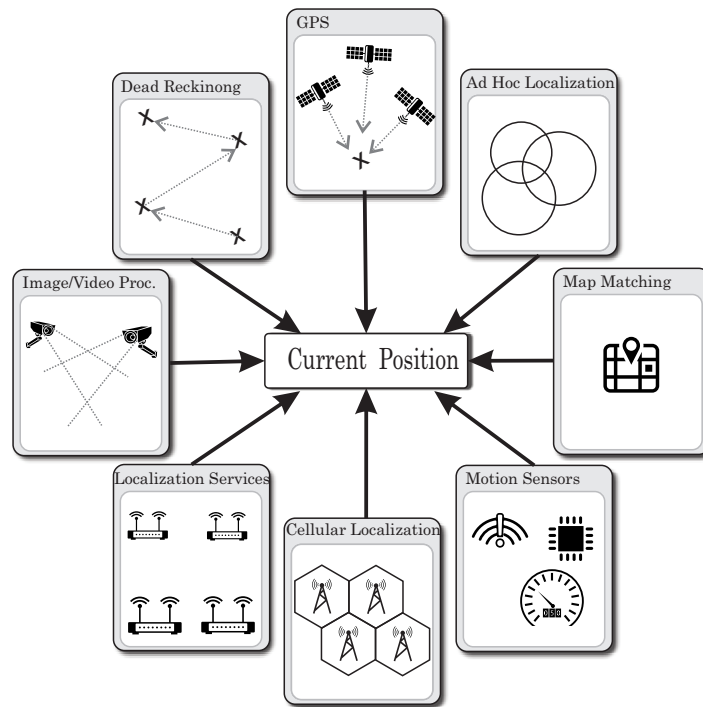 GPS
Dead Reckinong
Ad Hoc Localization
Image/Video Proc.
Map Matching
Current Position
Localization Services
Motion Sensors
Cellular Localization
050